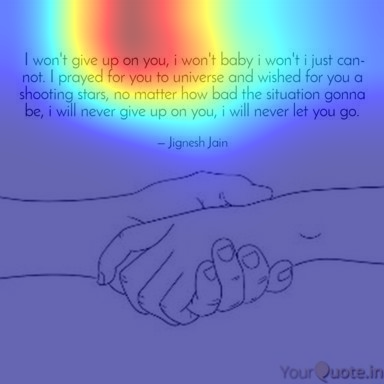 I won't give up on you, i won't baby i won't i just can-
not. I prayed for you to universe and wished for you a
shooting stars, no matter how bad the situation gonna
be, i will never give up on you, i will never let you go.
– Jignesh Jain
YourQuote.in